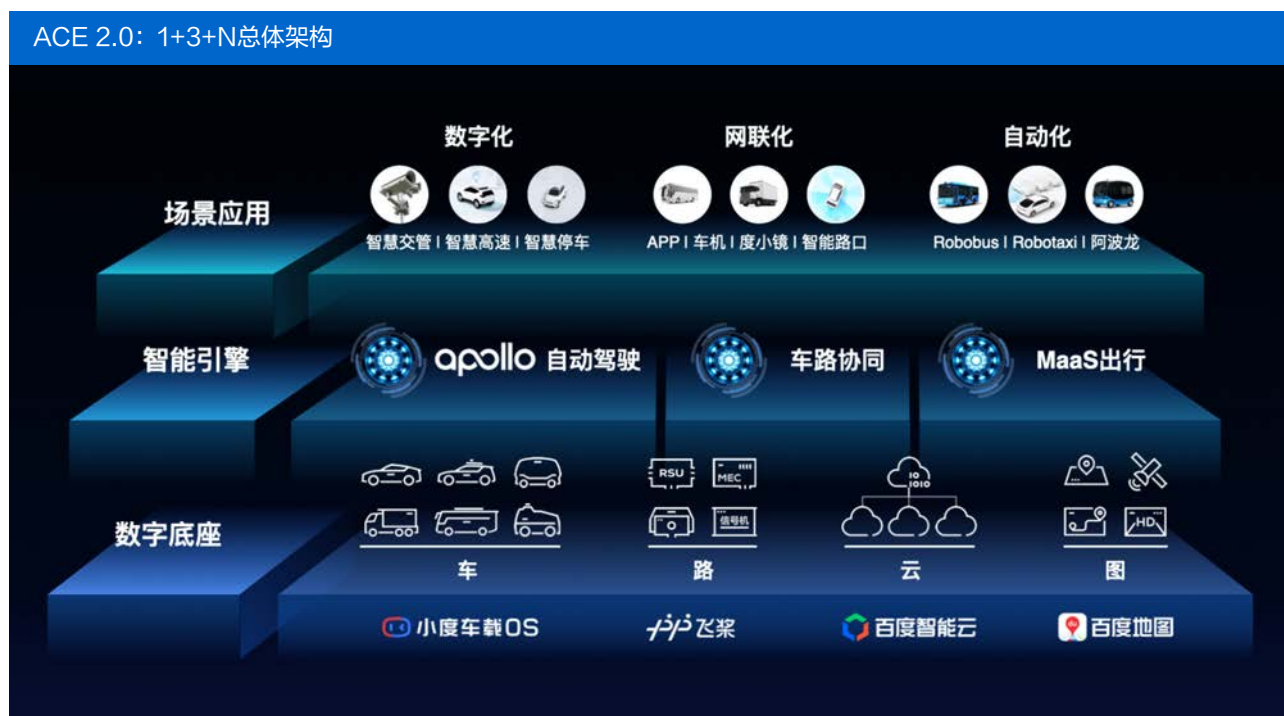 ACE 2.0：1+3+N总体架构
数字化 网联化 自动化
场景应用
智慧交管 | 智慧高速 | 智慧停车 APP | 车机 | 度小镜 | 智能路口 Robobus | Robotaxi | 阿波龙
智能引擎 apollo 自动驾驶 车路协同 MaaS出行
RSU MEC 10 1010
数字底座
信号机 HD
车 路 云 图
小度车载OS 飞桨 百度智能云 百度地图